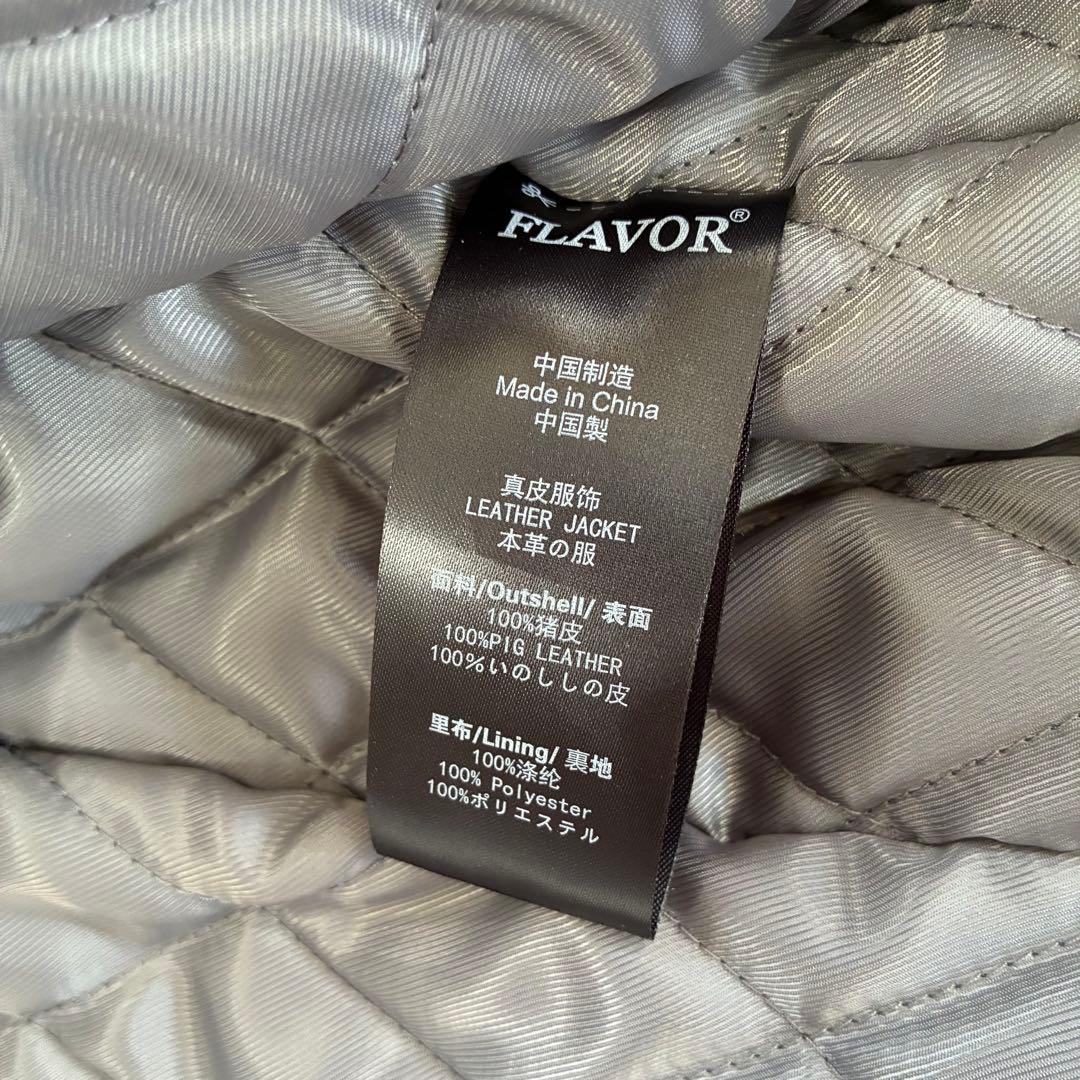 FLAVOR®
中国制造
Made in China
中国製
真皮服饰
LEATHER JACKET
本革の服
面料/Outshell/ 表面
100%猪皮
100%PIG LEATHER
100%いのししの皮
里布/Lining/ 裏地
100%涤纶
100% Polyester
100%ポリエステル